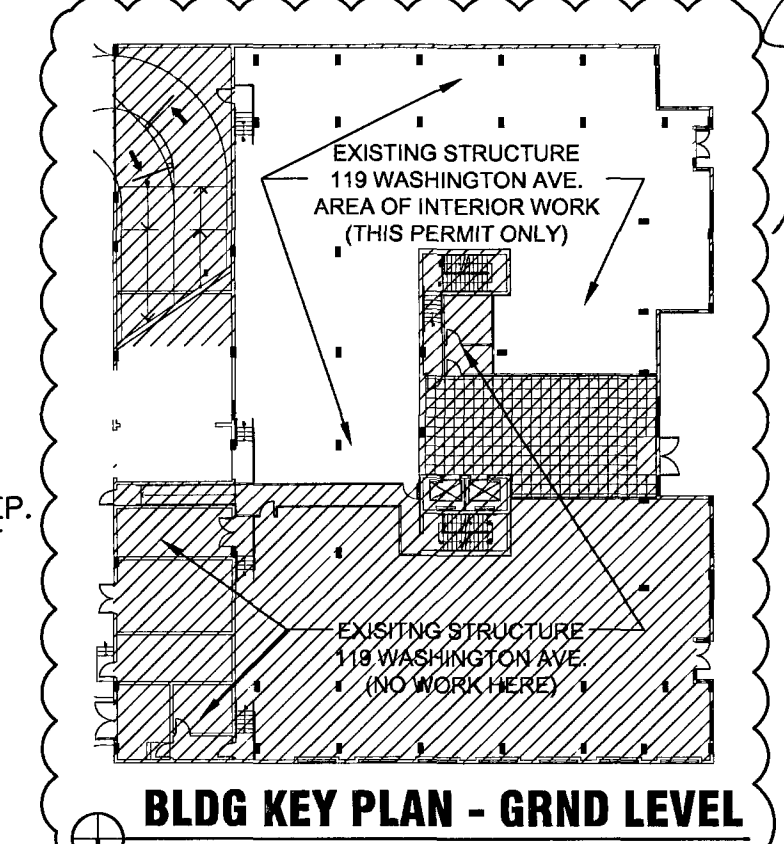 EXISTING STRUCTURE
119 WASHINGTON AVE.
AREA OF INTERIOR WORK
(THIS PERMIT ONLY)
EP.
EXISITNG STRUCTURE
119 WASHINGTON AVE.
(NO WORK HERE)
BLDG KEY PLAN - GRND LEVEL